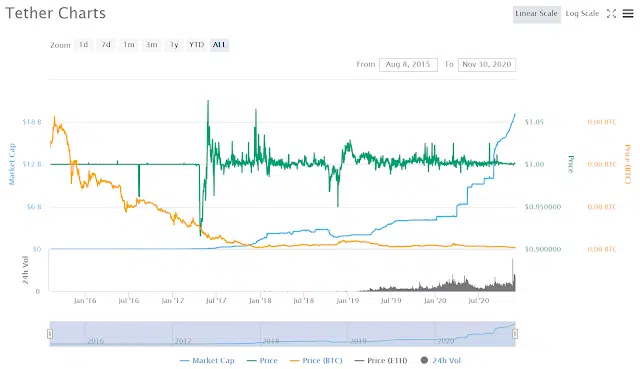 Tether Charts
Linear Scale Log Scale
Zoom 1d 7d 1m 3m 1y YTD ALL
From Aug 8, 2015 To Nov 30, 2020
$18 B $1.05 0.00 BTC
$12 B $1.00 0.00 BTC
$6 B $0.950000 0.00 BTC
$0 $0.900000 0.00 BTC
Market Cap
Price
Price (BTC)
24h Vol
0
Jan '16 Jul '16 Jan '17 Jul '17 Jan '18 Jul '18 Jan '19 Jul '19 Jan '20 Jul '20
2016 2017 2018 2019 2020
Market Cap Price Price (BTC) Price (ETH) 24h Vol